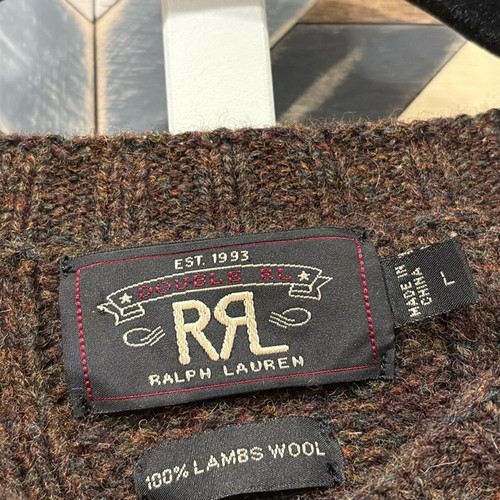 EST. 1993
★ DOUBLE RL ★
RRL
RALPH LAUREN
MADE IN
CHINA
L
100% LAMBS WOOL